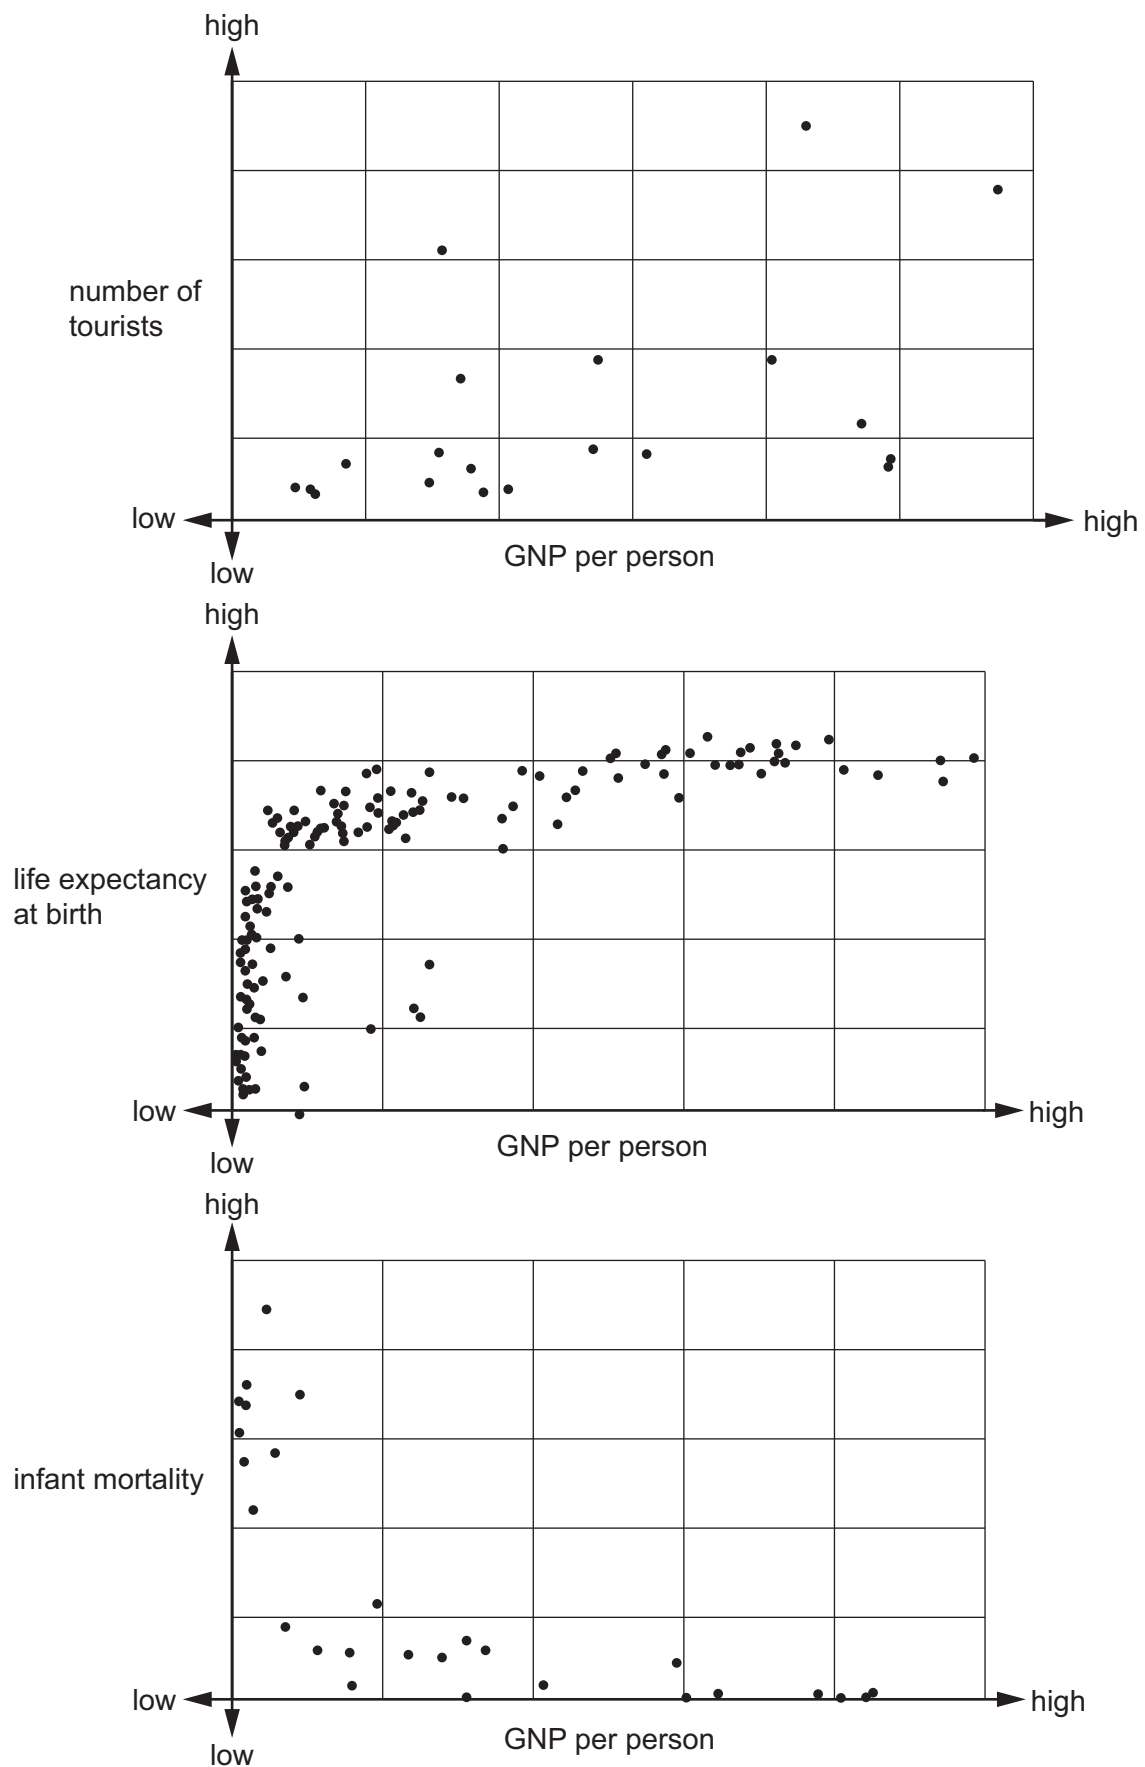 high
number of
tourists
low
high
GNP per person
low
high
life expectancy
at birth
low
high
GNP per person
low
high
infant mortality
low
high
GNP per person
low